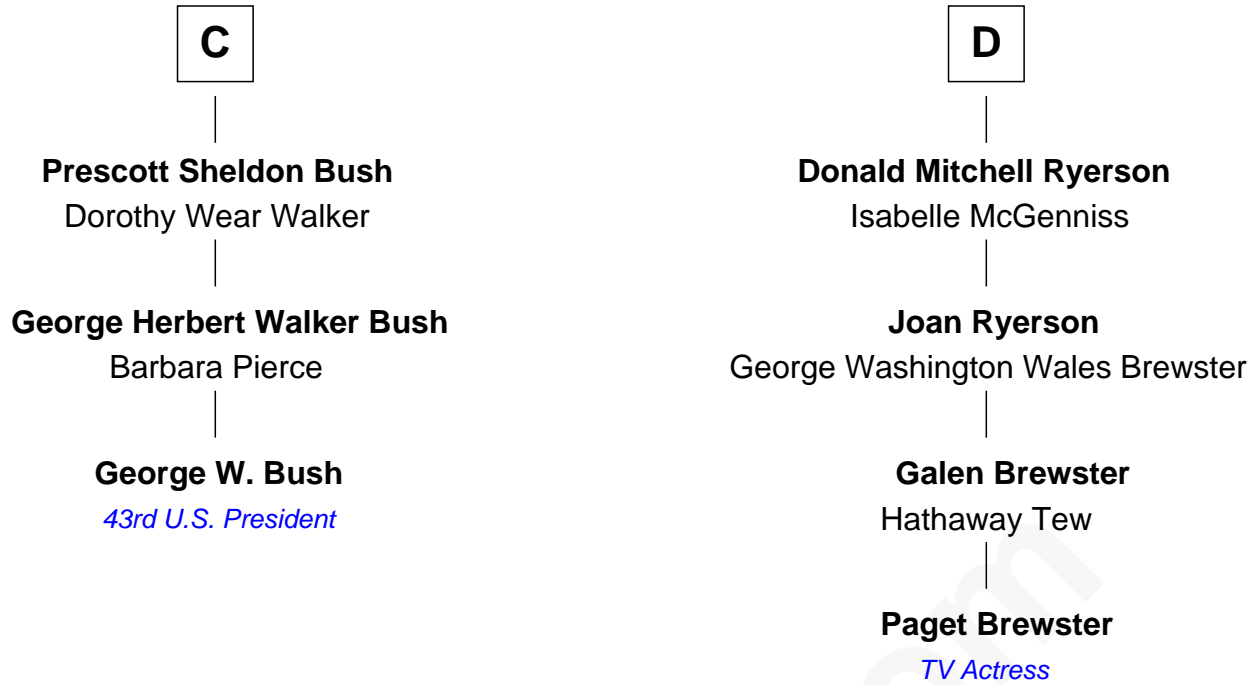 C
Prescott Sheldon Bush
Dorothy Wear Walker
George Herbert Walker Bush
Barbara Pierce
George W. Bush
43rd U.S. President
D
Donald Mitchell Ryerson
Isabelle McGenniss
Joan Ryerson
George Washington Wales Brewster
Galen Brewster
Hathaway Tew
Paget Brewster
TV Actress